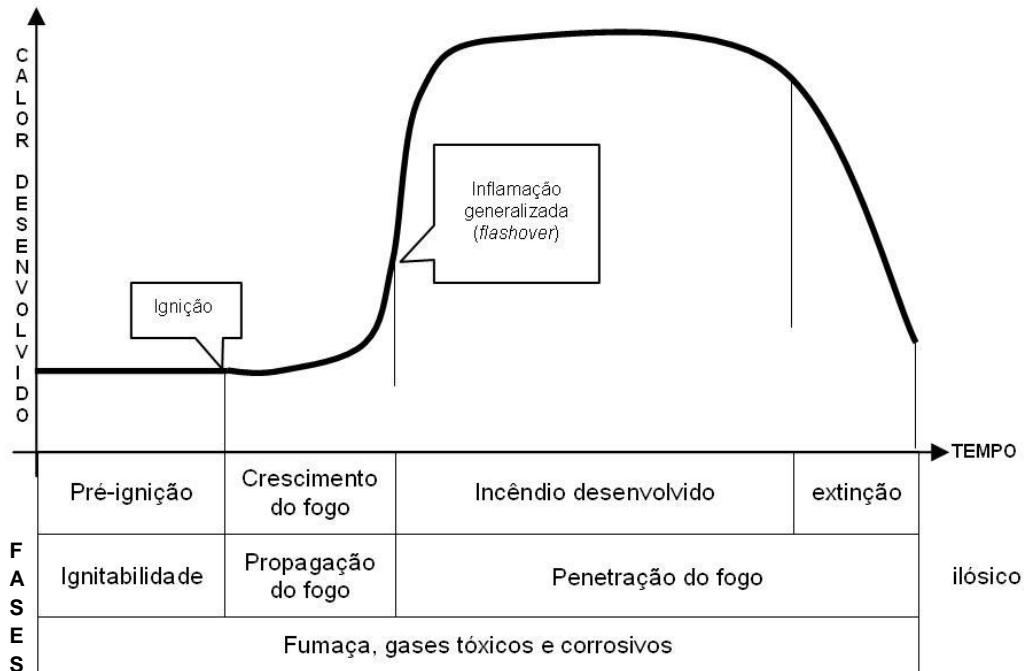 CALOR DESENVOLVIDO
Ignição
Inflamação
generalizada
(flashover)
TEMPO
Pré-ignição
Crescimento
do fogo
Incêndio desenvolvido
extinção
FASES
Ignitabilidade
Propagação
do fogo
Penetração do fogo
ilósico
Fumaça, gases tóxicos e corrosivos